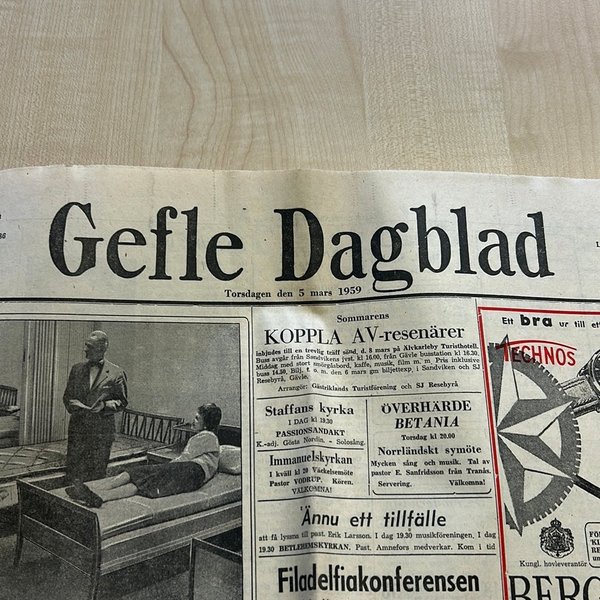 Gefle Dagblad
Torsdagen den 5 mars 1959
Sommarens
KOPPLA AV-resenärer
inbjudes till en trevlig träff sönd. d. 8 mars på Älvkarleby Turisthotell.
Buss avgår från Sandvikens jvst. kl 16.00, från Gävle busstation kl 16.30.
Middag med stort smörgåsbord, kaffe, musik, film m. m. Pris inklusive
buss 14.50. Bilj. f. o. m. den 6 mars gm biljettexp. i Sandviken och SJ
Resebyrå, Gävle.
Arrangör: Gästriklands Turistförening och SJ Resebyrå
Staffans kyrka
I DAG kl 19.30
PASSIONSANDAKT
K.-adj. Gösta Nordin. - Solosång.
Immanuelskyrkan
I kväll kl 20 Väckelsemöte
Pastor VODRUP. Kören.
VÄLKOMNA!
ÖVERHÄRDE
BETANIA
Torsdag kl 20.00
Norrländskt symöte
Mycken sång och musik. Tal av
pastor E. Sanfridsson från Tranås.
Servering. Välkomna!
Ännu ett tillfälle
att få lyssna till past. Erik Larsson. I dag 19.30 musikföreningen, I dag
19.30 BETLEHEMSKYRKAN. Past. Amnefors medverkar. Kom i tid
Filadelfiakonferensen
Ett bra ur till ett
TECHNOS
Kungl. hovleverantör